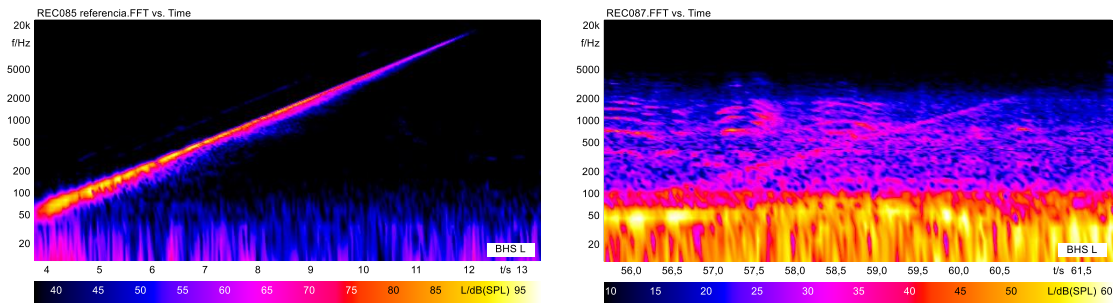 REC085 referencia.FFT vs. Time
20k
f/Hz
5000
2000
1000
500
200
100
50
20
BHS L
4 5 6 7 8 9 10 11 12 t/s 13
40 45 50 55 60 65 70 75 80 85 L/dB(SPL) 95
REC087.FFT vs. Time
20k
f/Hz
5000
2000
1000
500
200
100
50
20
BHS L
56,0 56,5 57,0 57,5 58,0 58,5 59,0 59,5 60,0 60,5 t/s 61,5
10 15 20 25 30 35 40 45 50 L/dB(SPL) 60